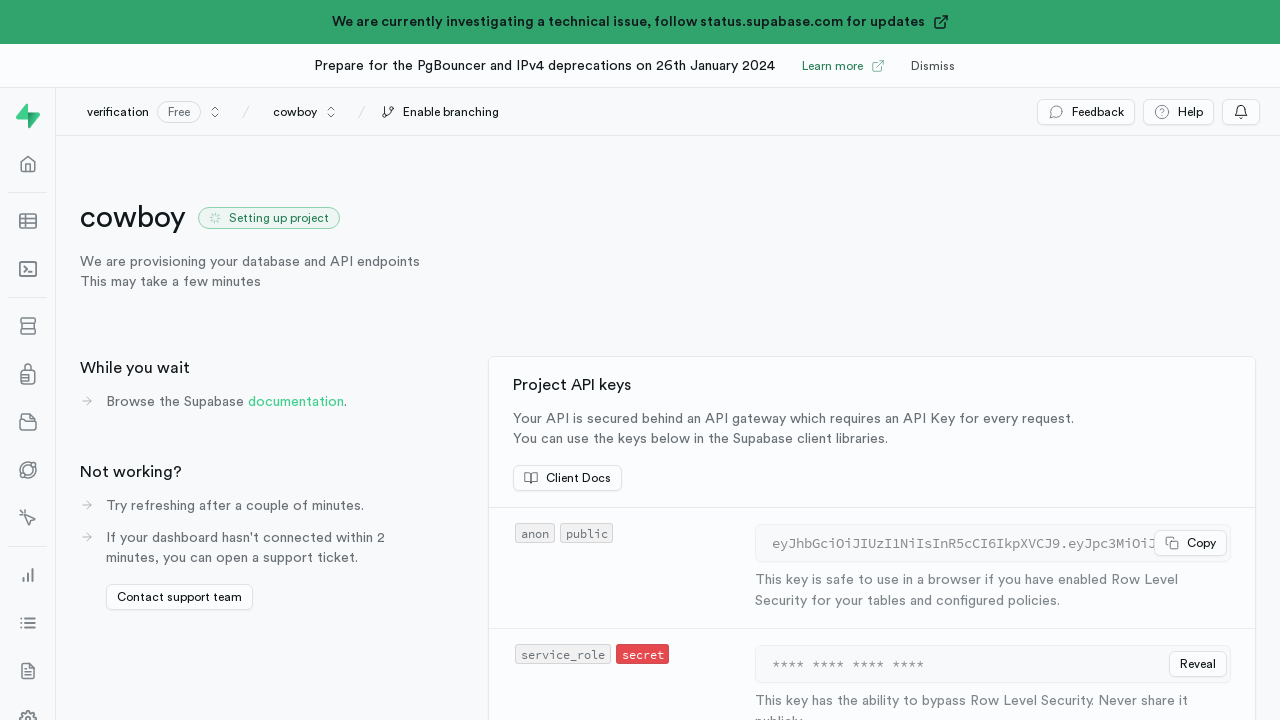 We are currently investigating a technical issue, follow status.supabase.com for updates
Prepare for the PgBouncer and IPv4 deprecations on 26th January 2024 Learn more Dismiss
verification Free / cowboy / Enable branching Feedback Help
cowboy Setting up project
We are provisioning your database and API endpoints
This may take a few minutes
While you wait
Browse the Supabase documentation.
Not working?
Try refreshing after a couple of minutes.
If your dashboard hasn't connected within 2
minutes, you can open a support ticket.
Contact support team
Project API keys
Your API is secured behind an API gateway which requires an API Key for every request.
You can use the keys below in the Supabase client libraries.
Client Docs
anon public eyJhbGciOiJIUzI1NiIsInR5cCI6IkpXVCJ9.eyJpc3MiOiJ Copy
This key is safe to use in a browser if you have enabled Row Level
Security for your tables and configured policies.
service_role secret **** **** **** **** Reveal
This key has the ability to bypass Row Level Security. Never share it
publicly.